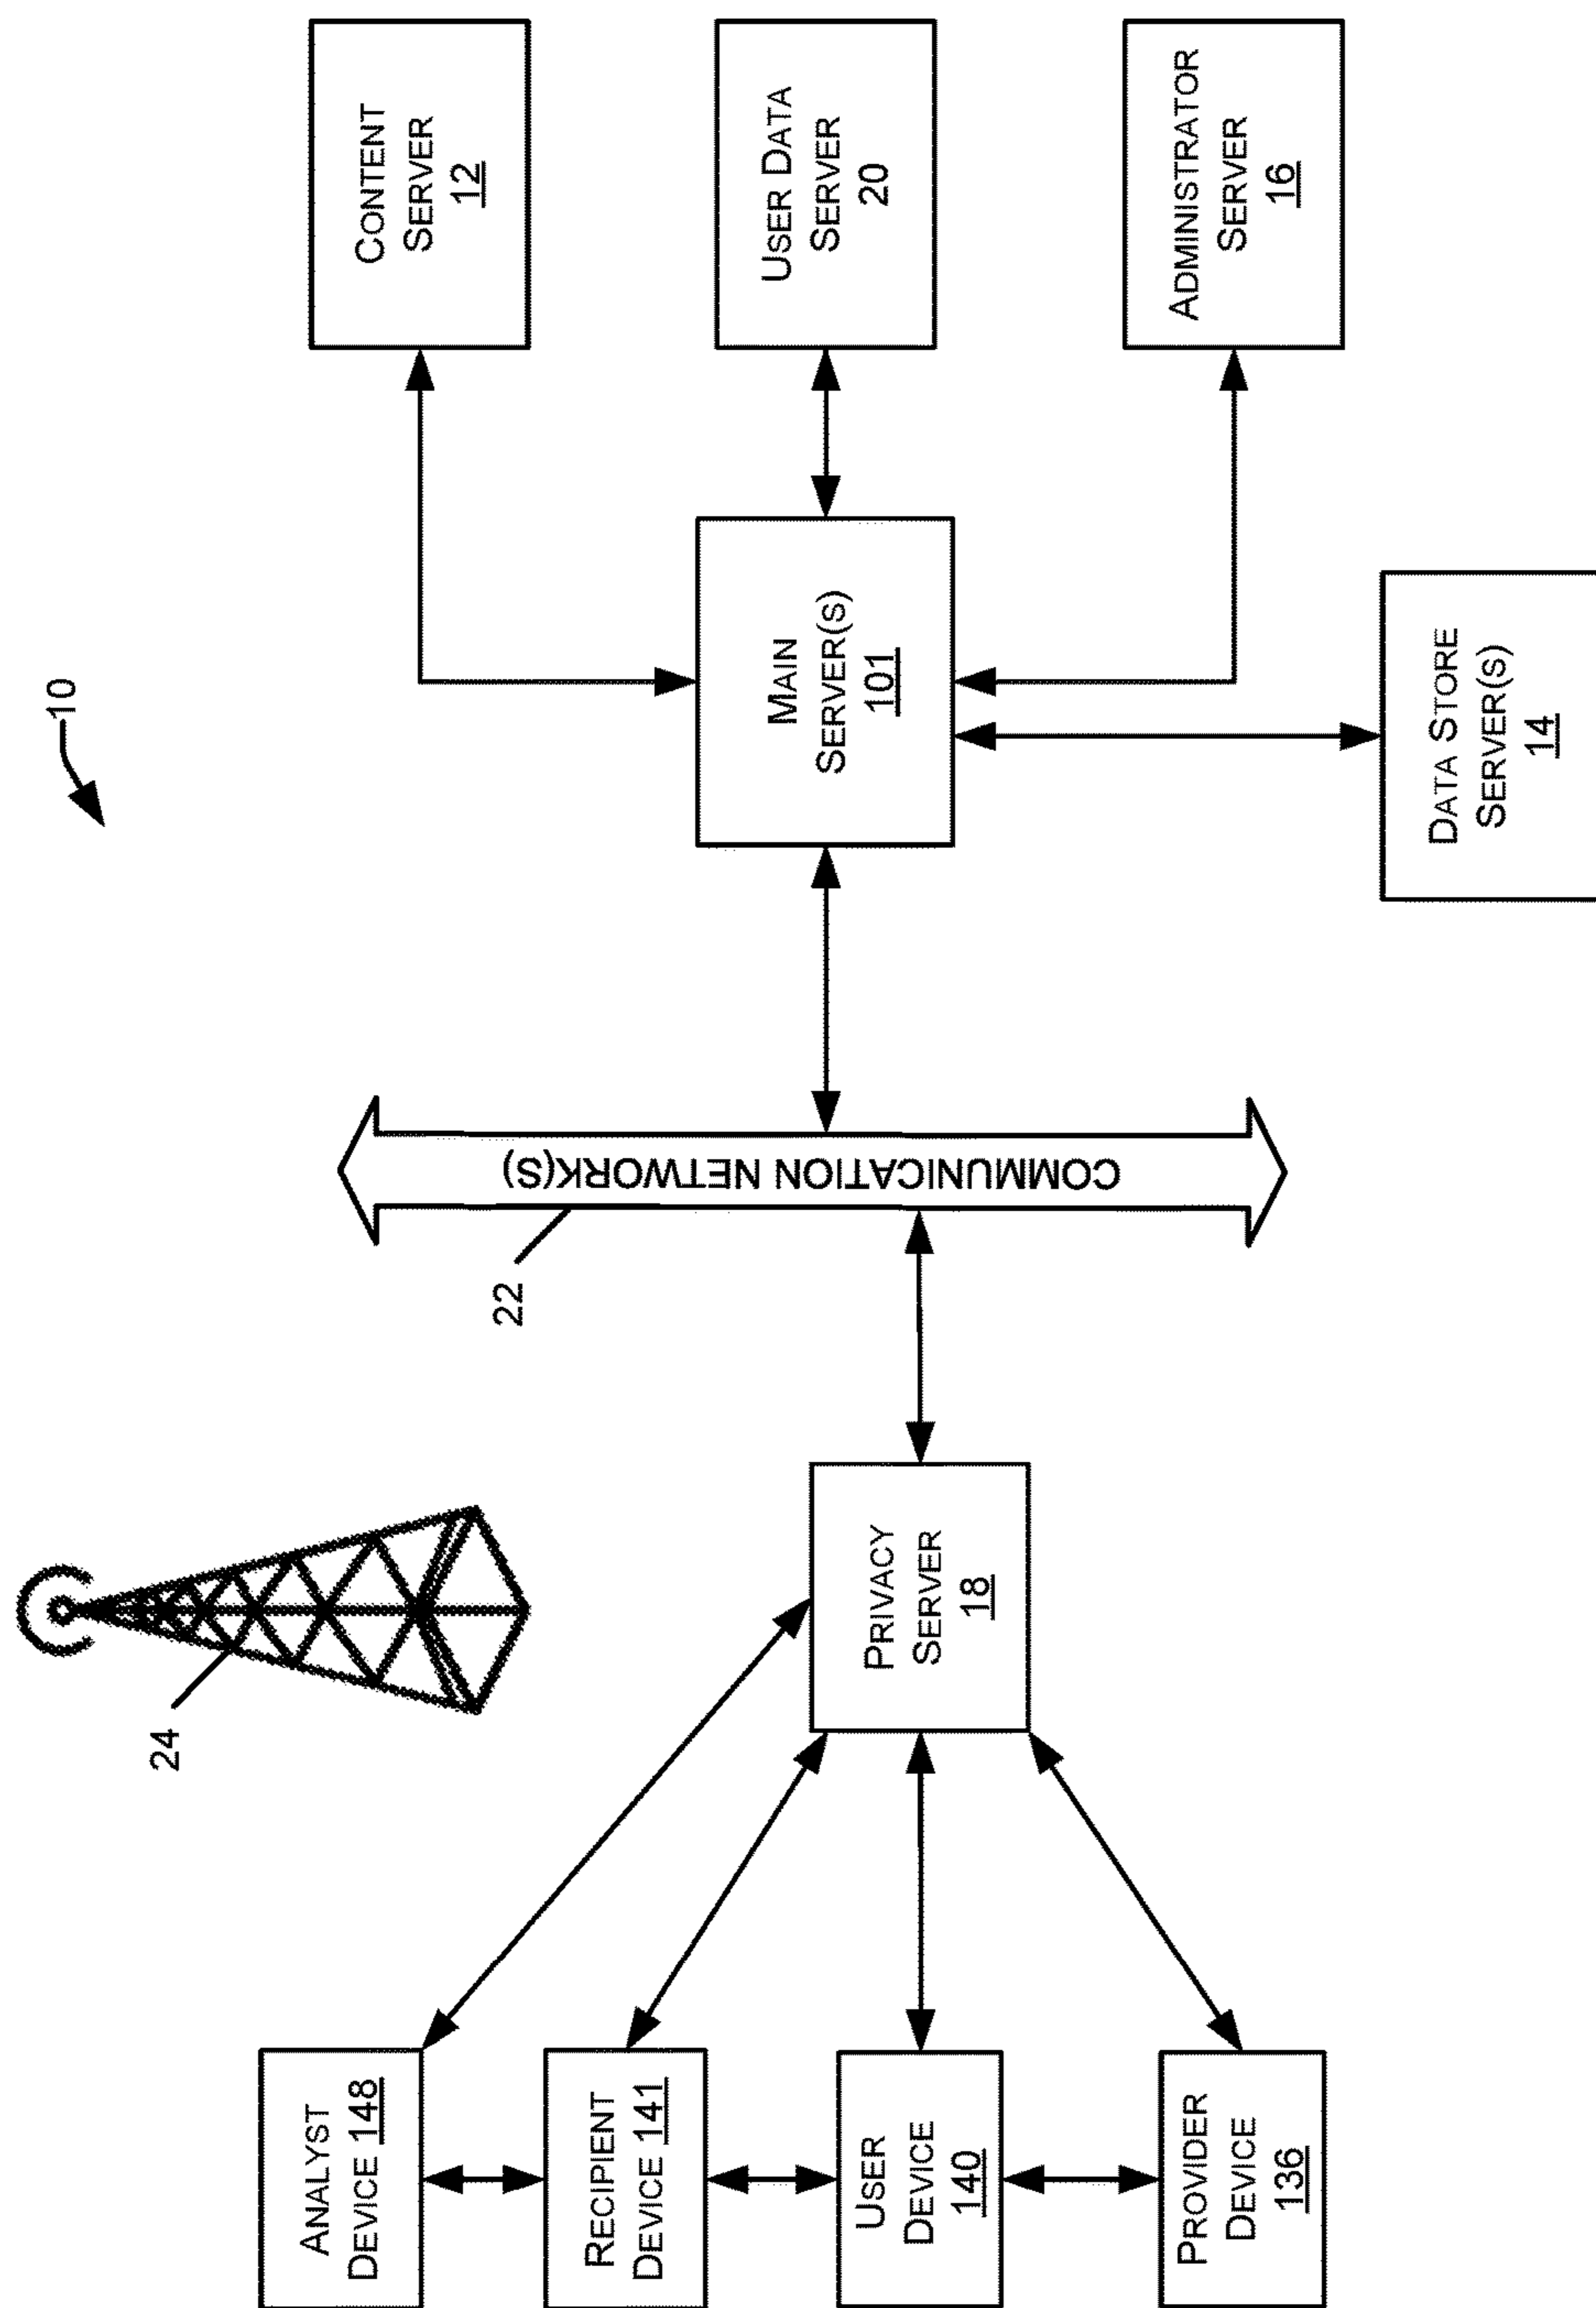 10
CONTENT
SERVER
12
USER DATA
SERVER
20
ADMINISTRATOR
SERVER
16
MAIN
SERVER(S)
101
DATA STORE
SERVER(S)
14
COMMUNICATION NETWORK(S)
22
24
PRIVACY
SERVER
18
ANALYST
DEVICE 148
RECIPIENT
DEVICE 141
USER
DEVICE
140
PROVIDER
DEVICE
136